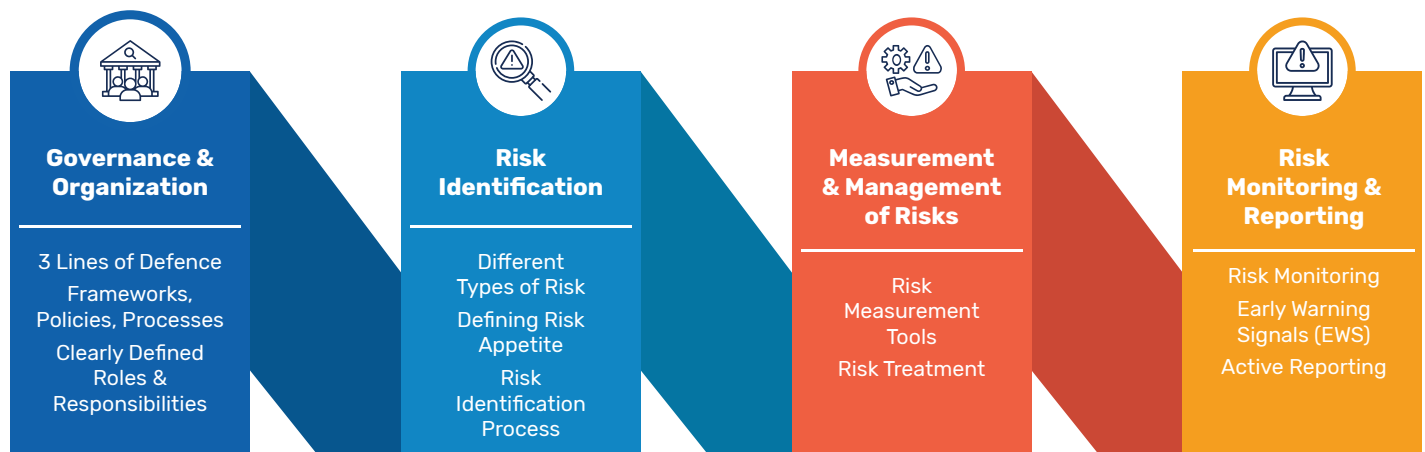 Governance &
Organization
3 Lines of Defence
Frameworks,
Policies, Processes
Clearly Defined
Roles &
Responsibilities
Risk
Identification
Different
Types of Risk
Defining Risk
Appetite
Risk
Identification
Process
Measurement
& Management
of Risks
Risk
Measurement
Tools
Risk Treatment
Risk
Monitoring &
Reporting
Risk Monitoring
Early Warning
Signals (EWS)
Active Reporting